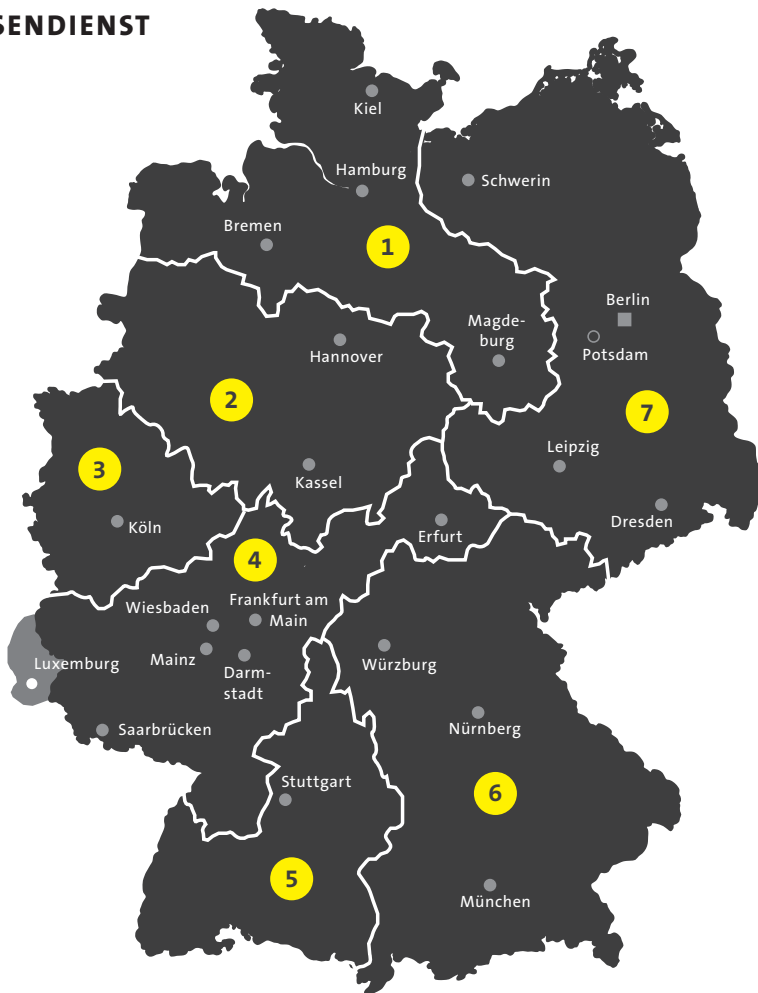 SENDIENST
Kiel
Hamburg
Schwerin
Bremen
1
Berlin
Magde-
burg
Hannover
Potsdam
2
7
Leipzig
3
Kassel
Köln
Erfurt
Dresden
4
Wiesbaden
Frankfurt am
Main
Mainz
Darm-
stadt
Würzburg
Luxemburg
Saarbrücken
Nürnberg
Stuttgart
6
5
München